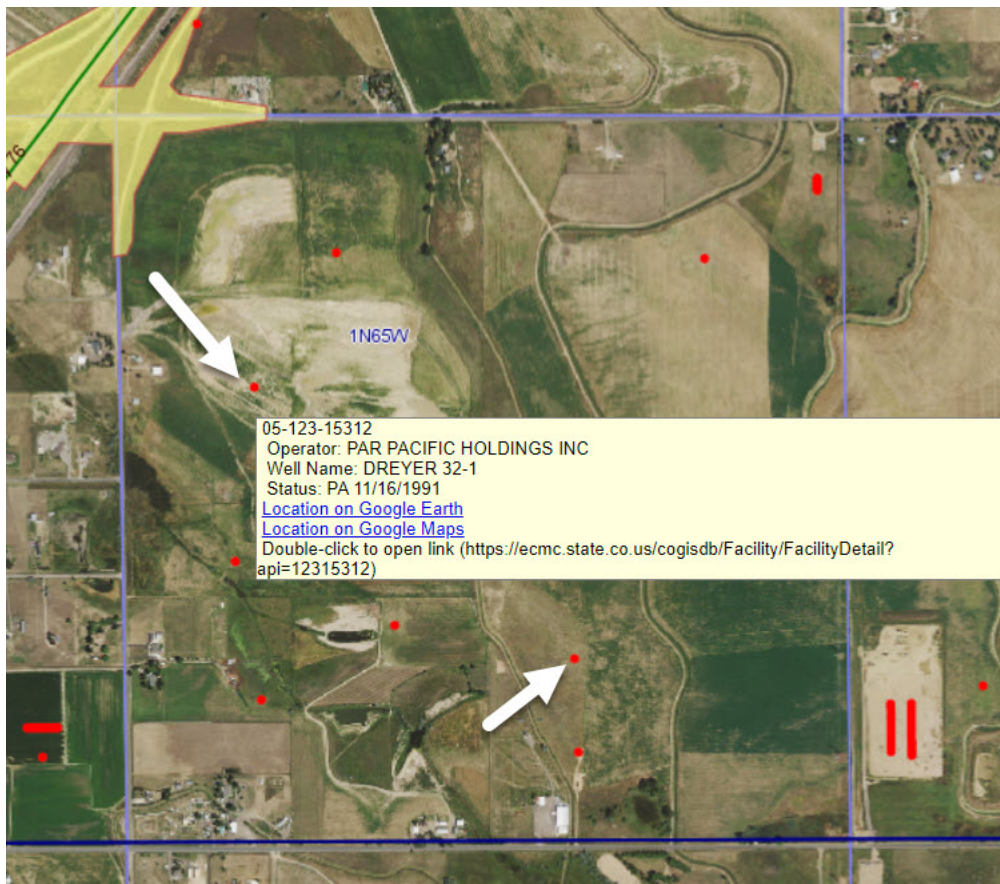 76
1N65W
05-123-15312
Operator: PAR PACIFIC HOLDINGS INC
Well Name: DREYER 32-1
Status: PA 11/16/1991
Location on Google Earth
Location on Google Maps
Double-click to open link (https://ecmc.state.co.us/cogisdb/Facility/FacilityDetail?
api=12315312)